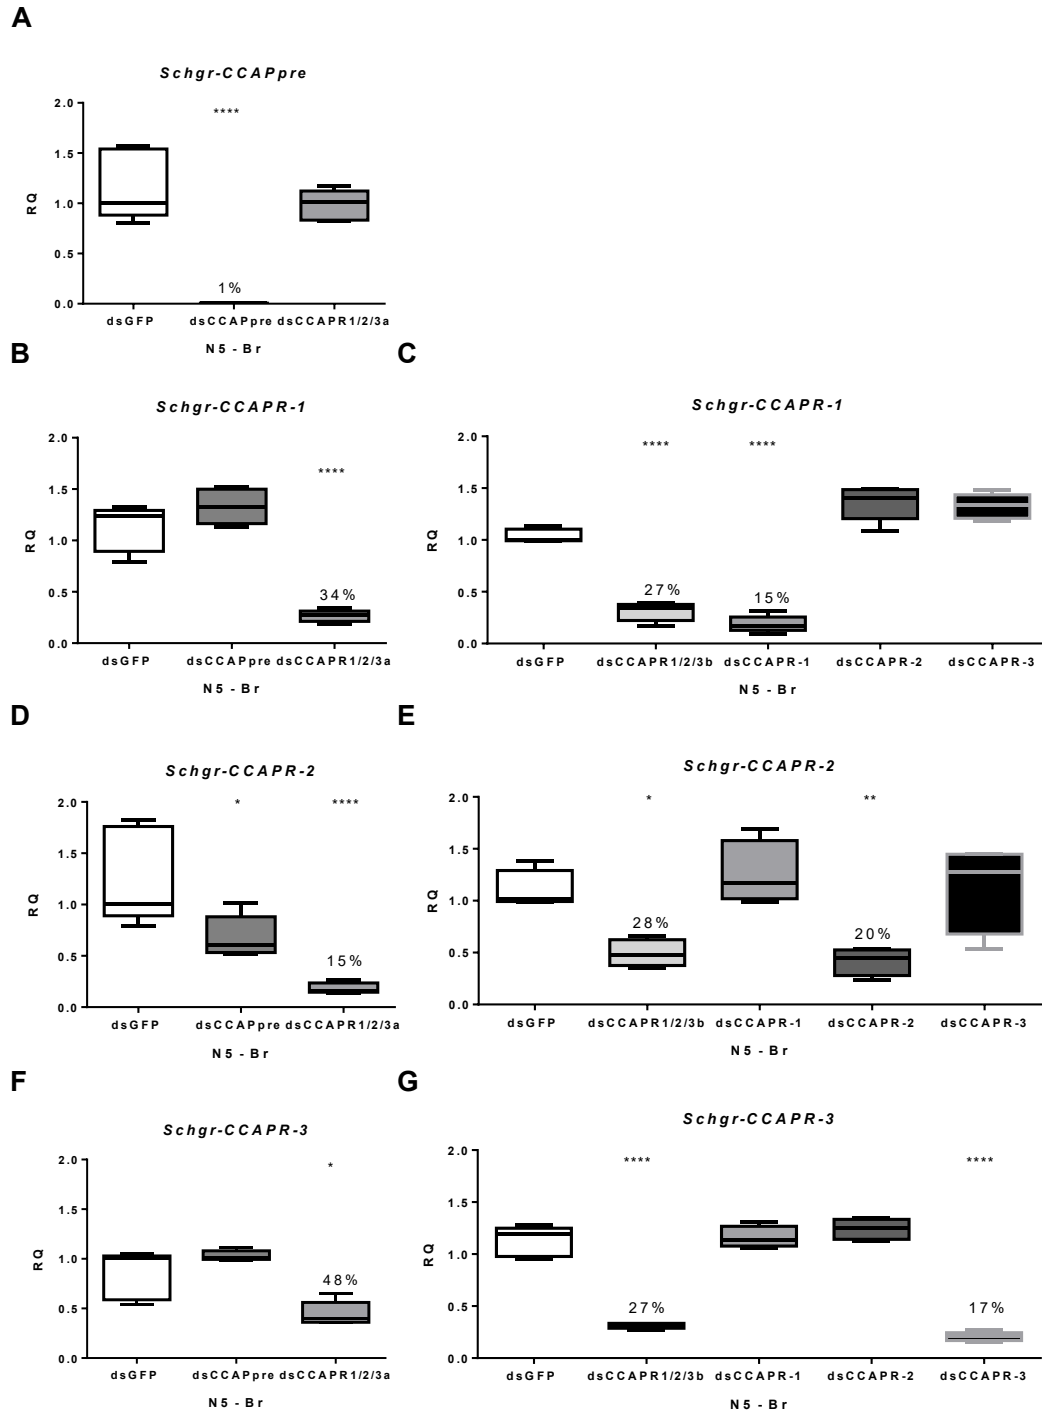 A
Schgr-CCAPpre
****
2.0
1.5
1.0
0.5
0.0
RQ
1%
dsGFP dsCCAPpre dsCCAPR1/2/3a
N5 - Br
B
Schgr-CCAPR-1
****
2.0
1.5
1.0
0.5
0.0
RQ
34%
dsGFP dsCCAPpre dsCCAPR1/2/3a
N5 - Br
C
Schgr-CCAPR-1
**** ****
2.0
1.5
1.0
0.5
0.0
RQ
27% 15%
dsGFP dsCCAPR1/2/3b dsCCAPR-1 dsCCAPR-2 dsCCAPR-3
N5 - Br
D
Schgr-CCAPR-2
* ****
2.0
1.5
1.0
0.5
0.0
RQ
15%
dsGFP dsCCAPpre dsCCAPR1/2/3a
N5 - Br
E
Schgr-CCAPR-2
* **
2.0
1.5
1.0
0.5
0.0
RQ
28% 20%
dsGFP dsCCAPR1/2/3b dsCCAPR-1 dsCCAPR-2 dsCCAPR-3
N5 - Br
F
Schgr-CCAPR-3
*
2.0
1.5
1.0
0.5
0.0
RQ
48%
dsGFP dsCCAPpre dsCCAPR1/2/3a
N5 - Br
G
Schgr-CCAPR-3
**** ****
2.0
1.5
1.0
0.5
0.0
RQ
27% 17%
dsGFP dsCCAPR1/2/3b dsCCAPR-1 dsCCAPR-2 dsCCAPR-3
N5 - Br